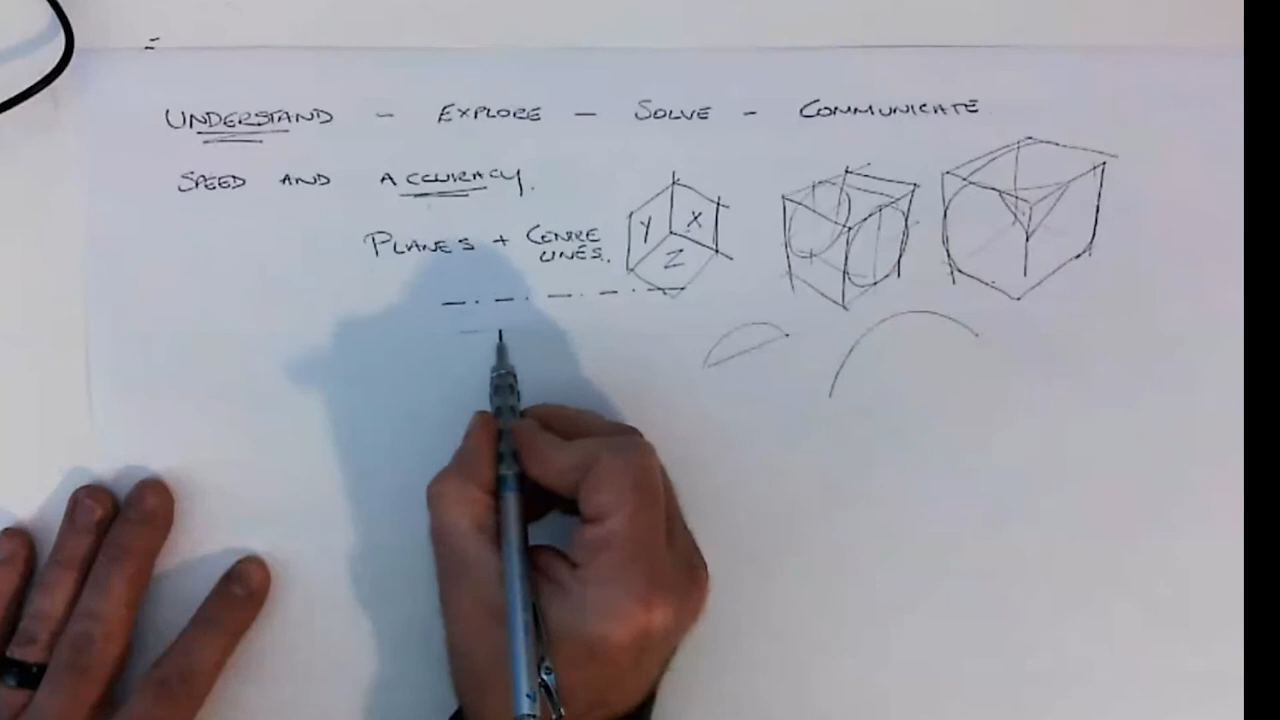 UNDERSTAND - EXPLORE - SOLVE - COMMUNICATE
SPEED AND ACCURACY.
PLANES + CENTRE
LINES.
Y X
Z